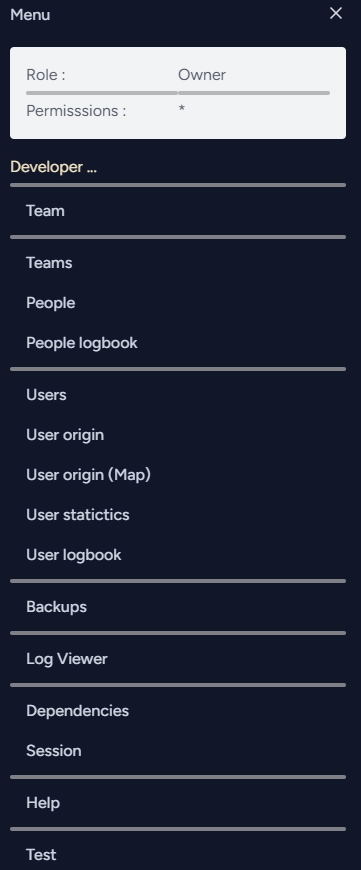 Menu
Role : Owner
Permisssions : *
Developer ...
Team
Teams
People
People logbook
Users
User origin
User origin (Map)
User statictics
User logbook
Backups
Log Viewer
Dependencies
Session
Help
Test